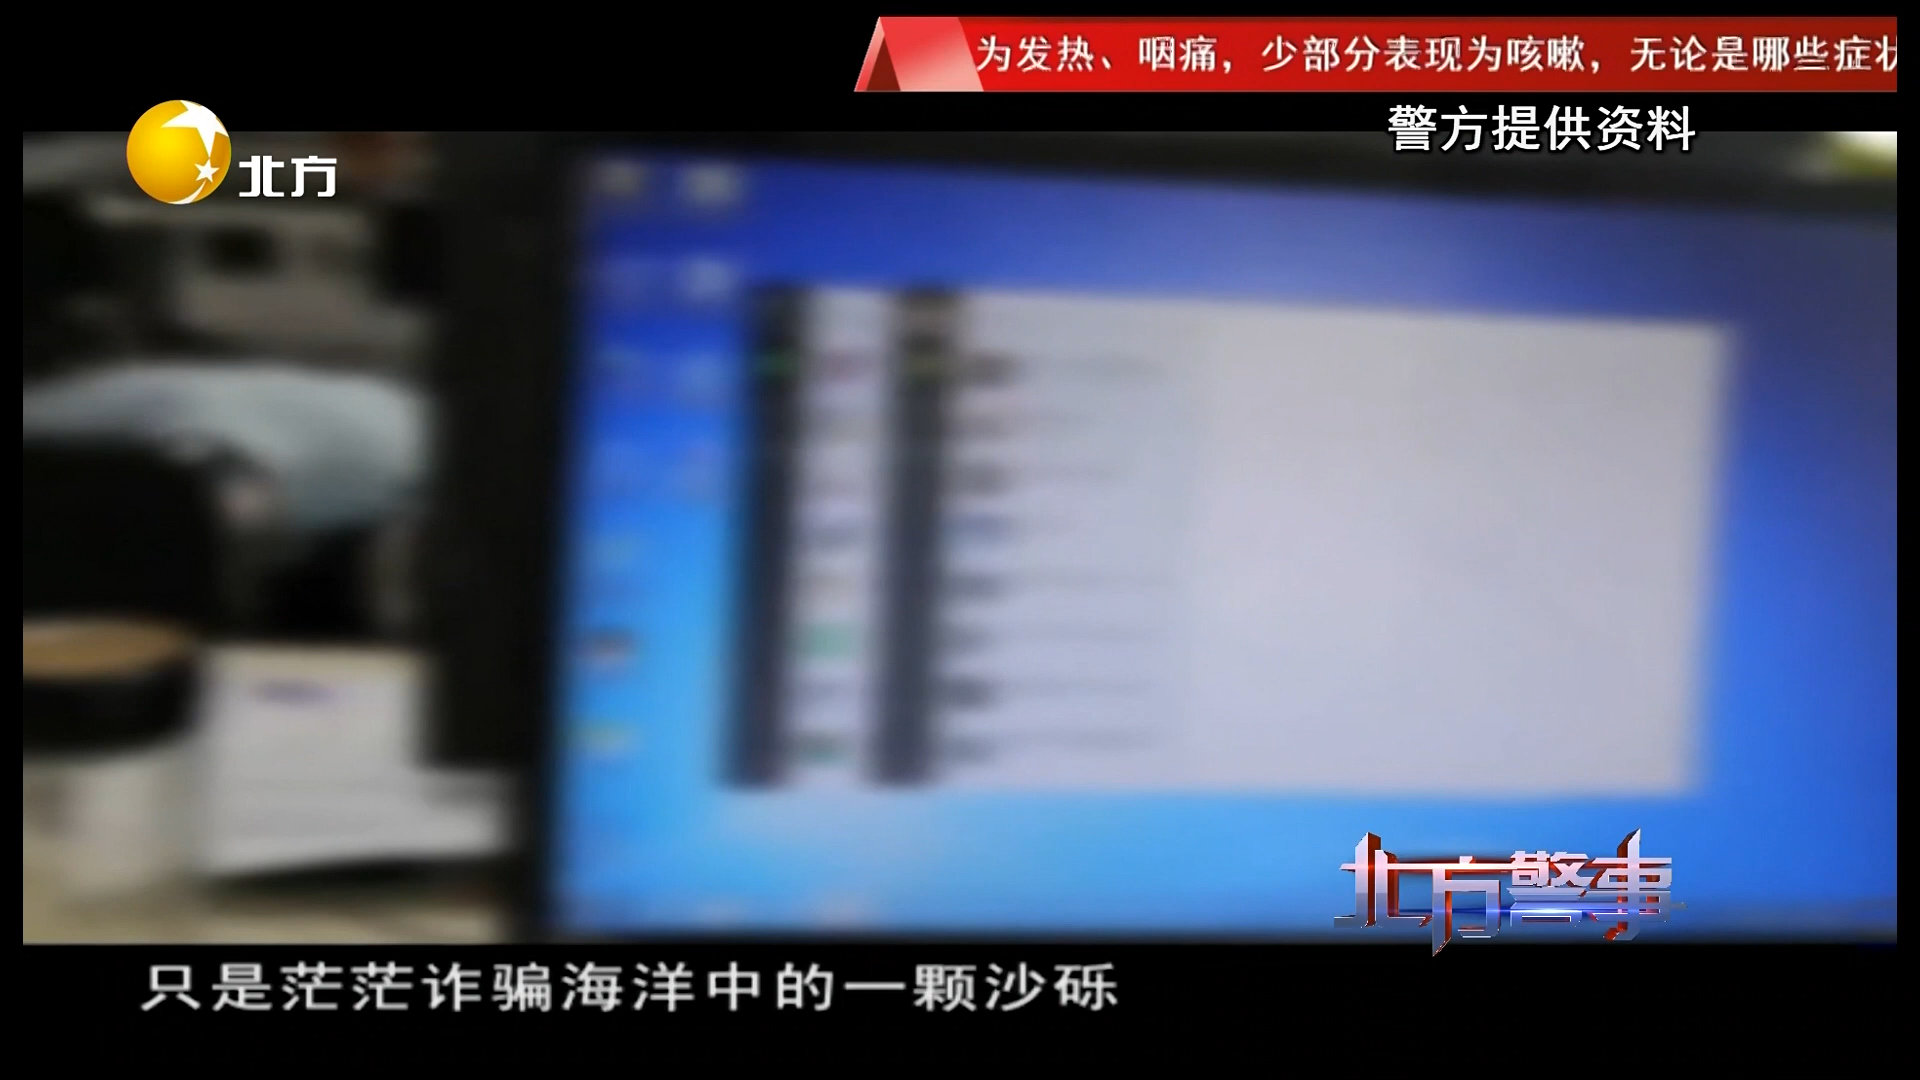 为发热、咽痛，少部分表现为咳嗽，无论是哪些症状
警方提供资料
北方
北方警事
只是茫茫诈骗海洋中的一颗沙砾